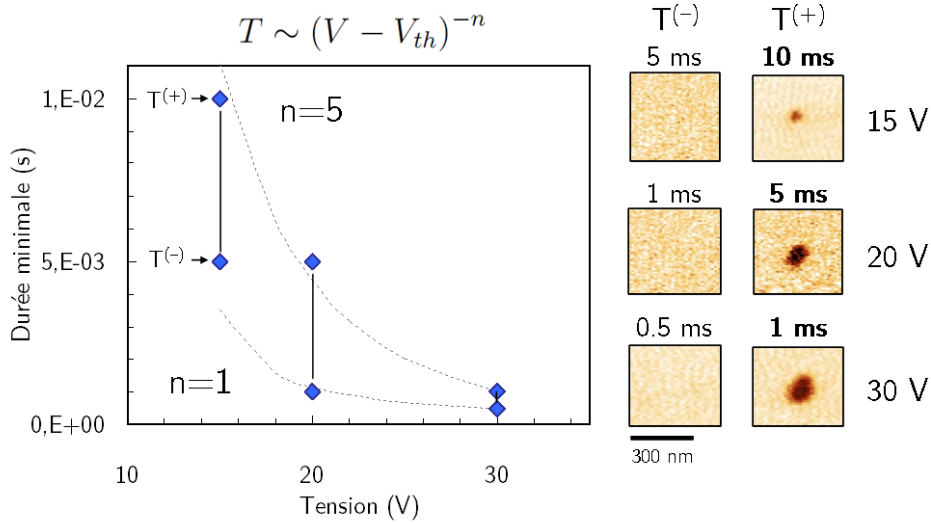 T ∼ (V − V_th)^−n
1,E-02
5,E-03
0,E+00
Durée minimale (s)
T(+)
T(-)
n=5
n=1
10 20 30
Tension (V)
T(−) T(+)
5 ms 10 ms
15 V
1 ms 5 ms
20 V
0.5 ms 1 ms
30 V
300 nm